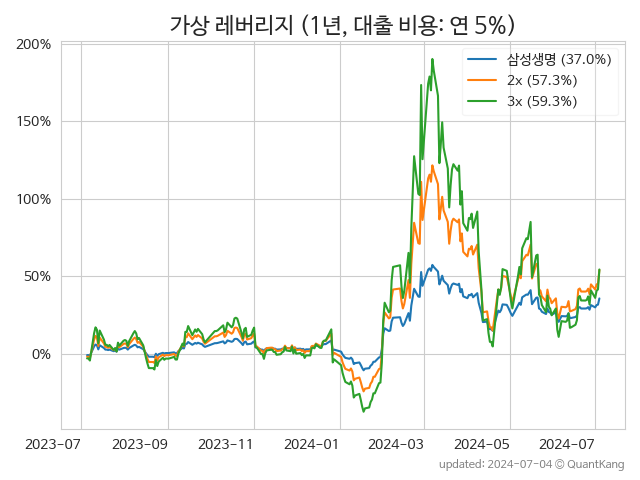 가상 레버리지 (1년, 대출 비용: 연 5%)
200%
150%
100%
50%
0%
삼성생명 (37.0%)
2x (57.3%)
3x (59.3%)
2023-07
2023-09
2023-11
2024-01
2024-03
2024-05
2024-07
updated: 2024-07-04 © QuantKang